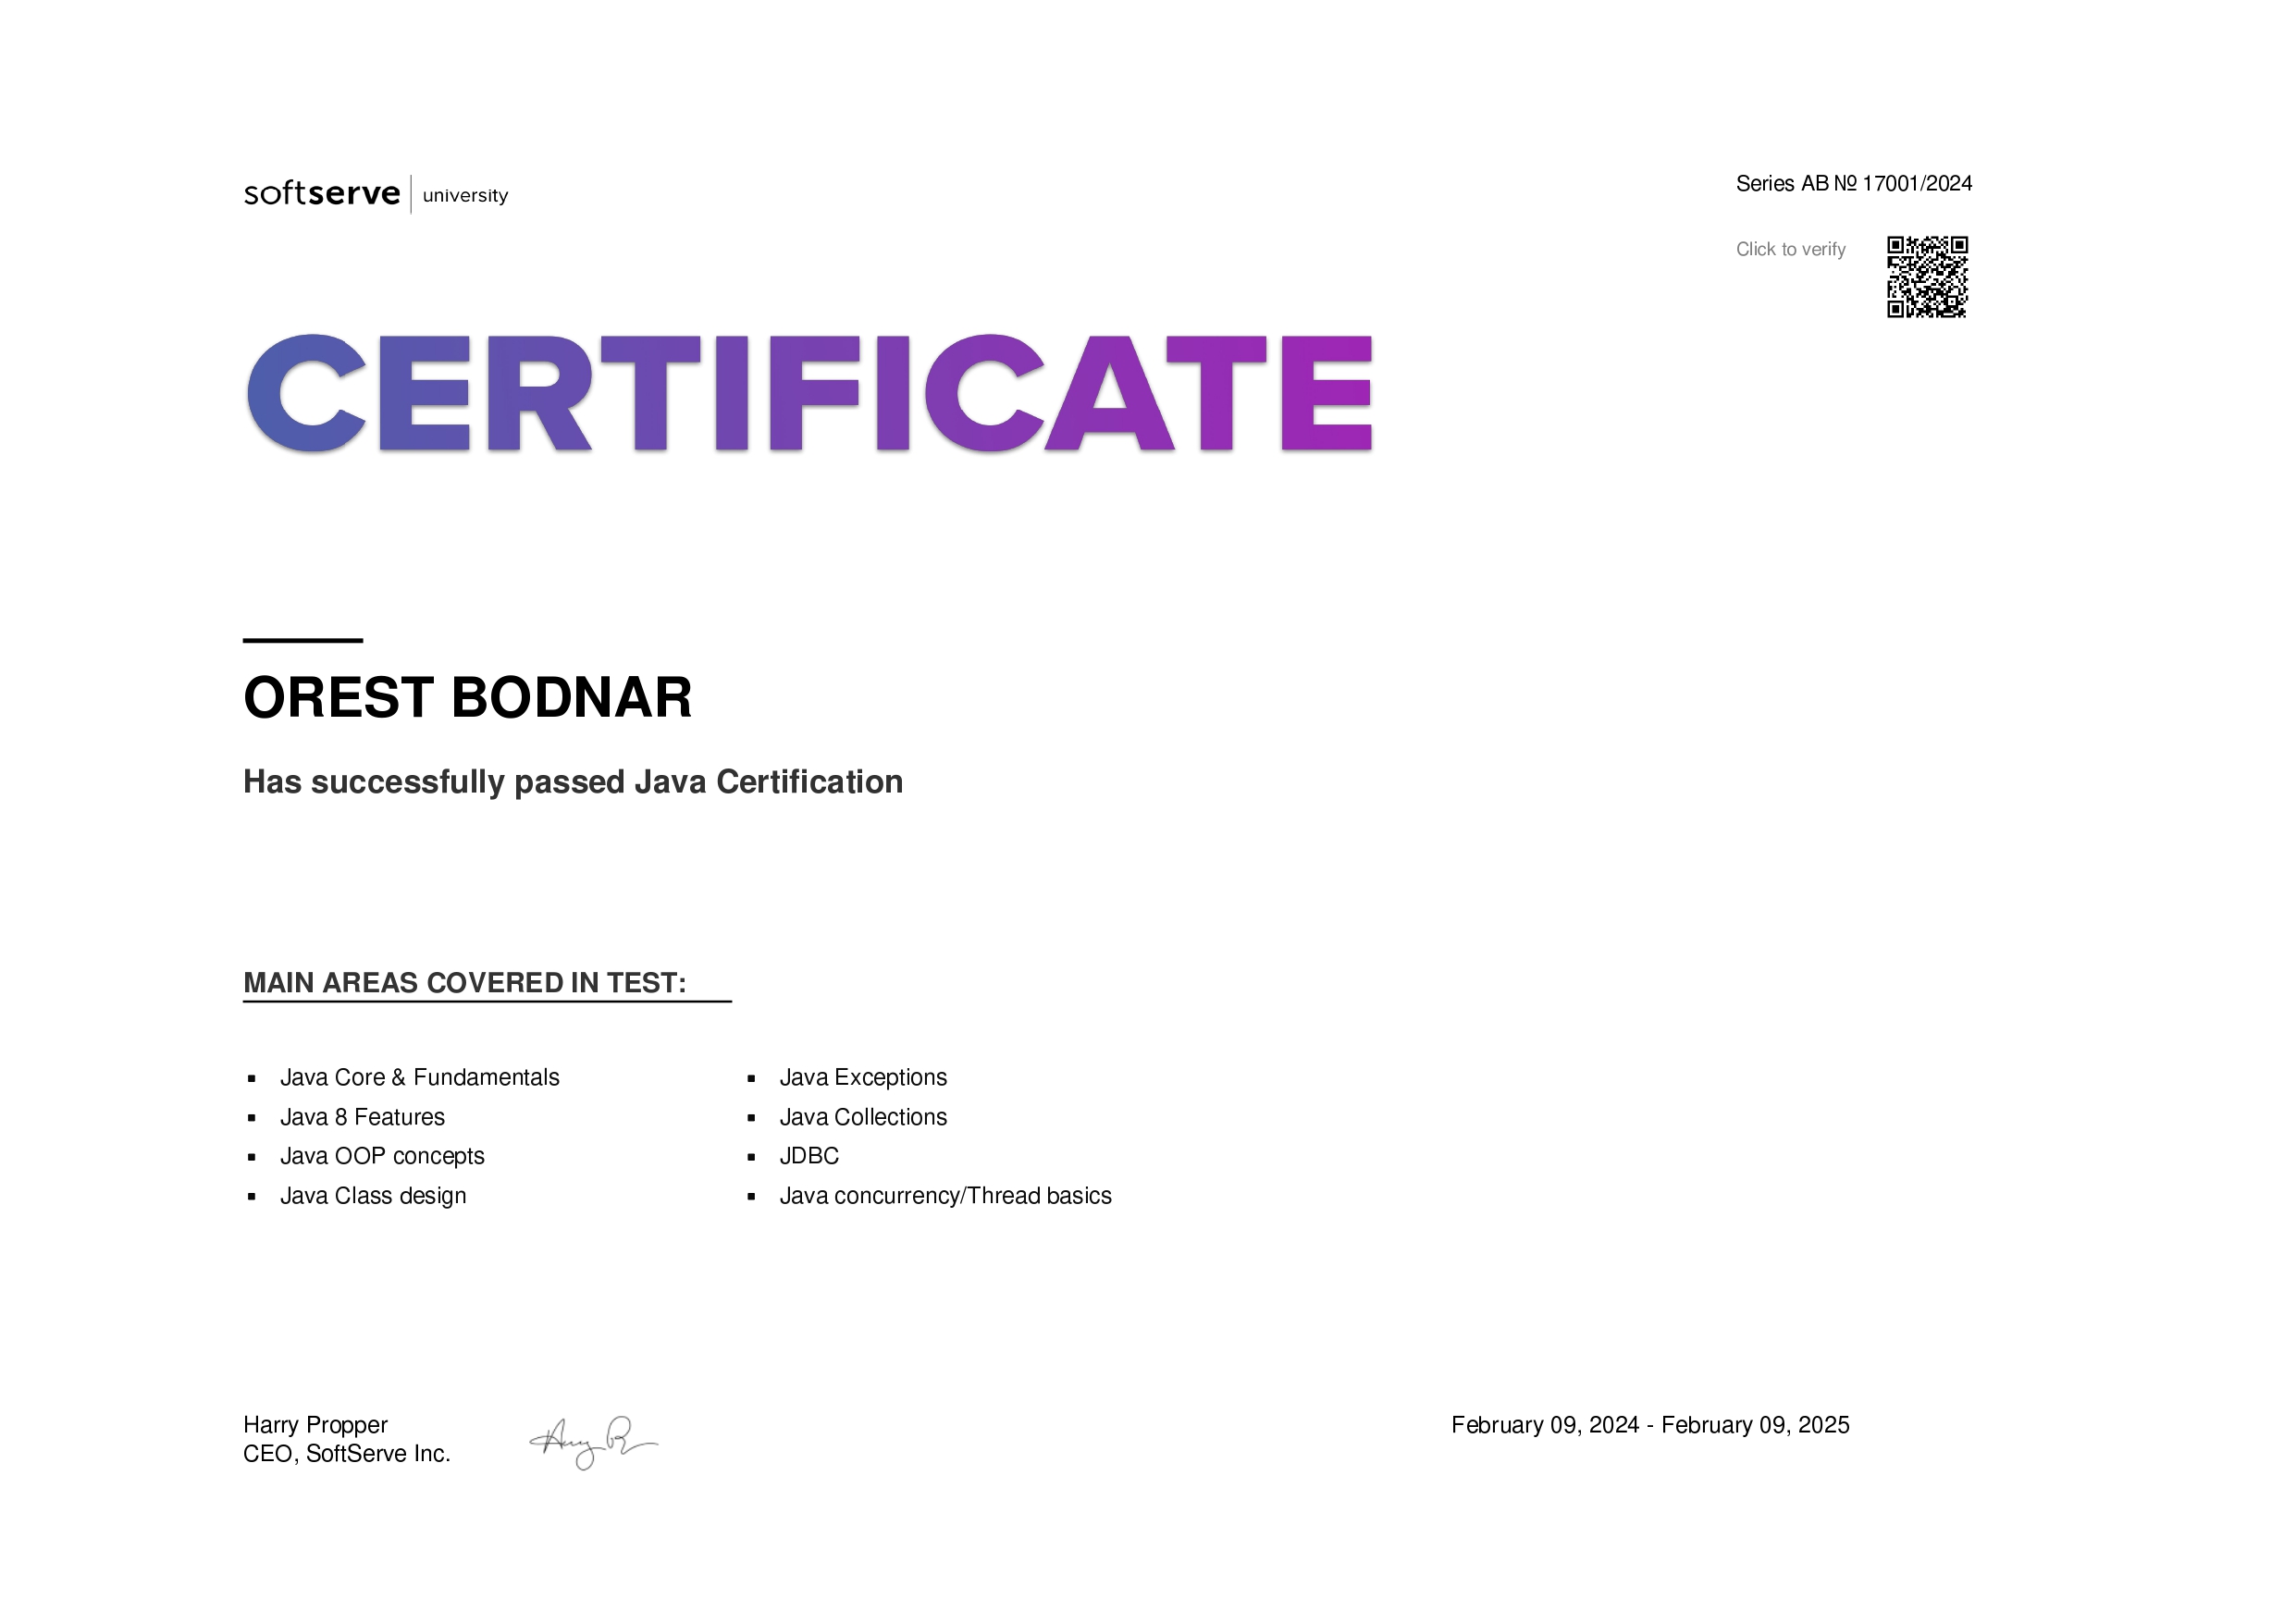 softserve | university
Series AB № 17001/2024
Click to verify
CERTIFICATE
OREST BODNAR
Has successfully passed Java Certification
MAIN AREAS COVERED IN TEST:
▪ Java Core & Fundamentals
▪ Java 8 Features
▪ Java OOP concepts
▪ Java Class design
▪ Java Exceptions
▪ Java Collections
▪ JDBC
▪ Java concurrency/Thread basics
Harry Propper
CEO, SoftServe Inc.
February 09, 2024 - February 09, 2025